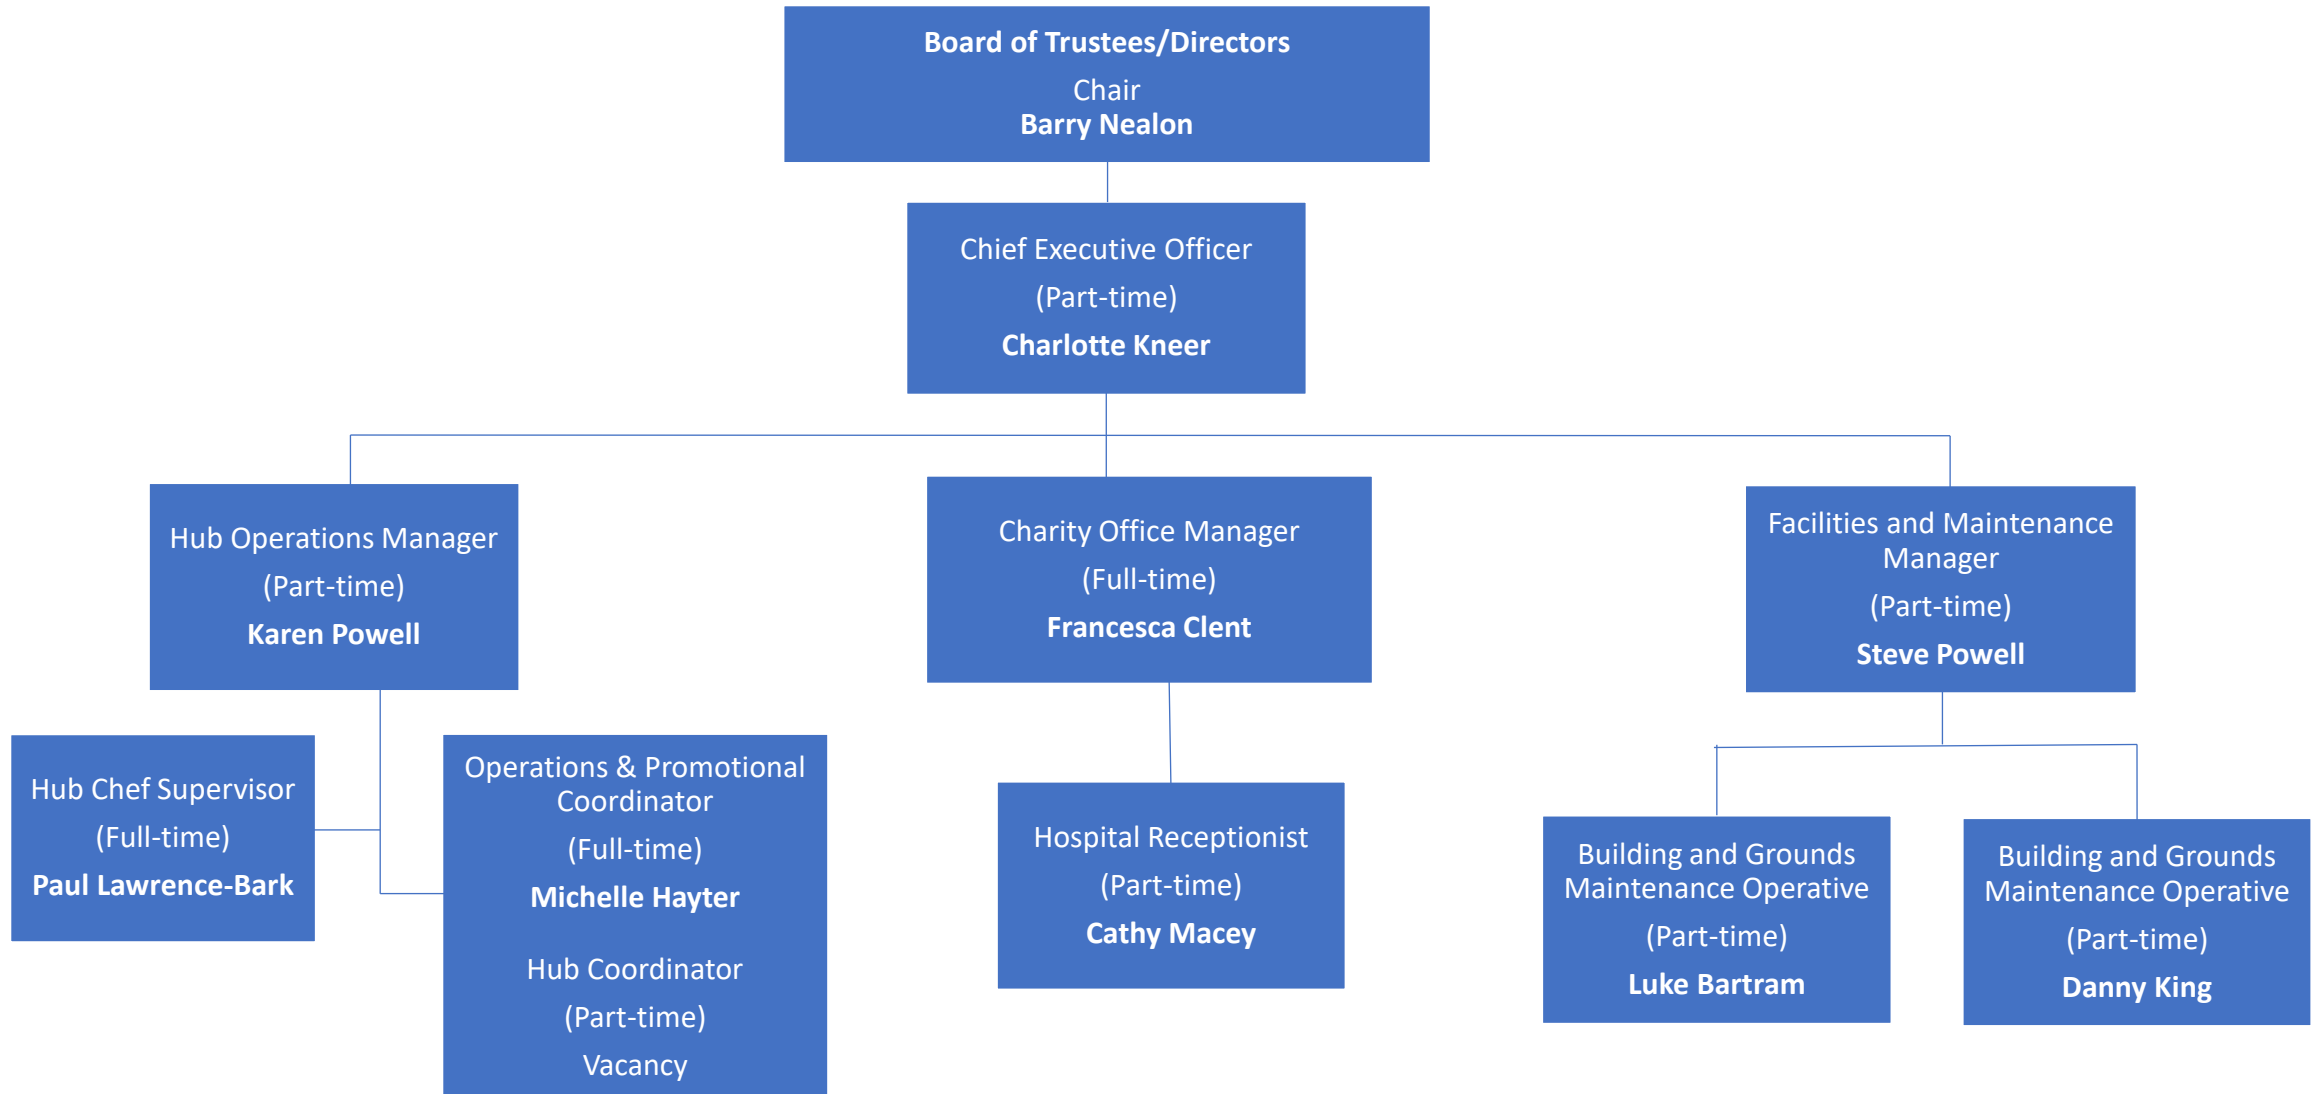 Board of Trustees/Directors
Chair
Barry Nealon
Chief Executive Officer
(Part-time)
Charlotte Kneer
Hub Operations Manager
(Part-time)
Karen Powell
Charity Office Manager
(Full-time)
Francesca Clent
Facilities and Maintenance
Manager
(Part-time)
Steve Powell
Hub Chef Supervisor
(Full-time)
Paul Lawrence-Bark
Operations & Promotional
Coordinator
(Full-time)
Michelle Hayter
Hub Coordinator
(Part-time)
Vacancy
Hospital Receptionist
(Part-time)
Cathy Macey
Building and Grounds
Maintenance Operative
(Part-time)
Luke Bartram
Building and Grounds
Maintenance Operative
(Part-time)
Danny King